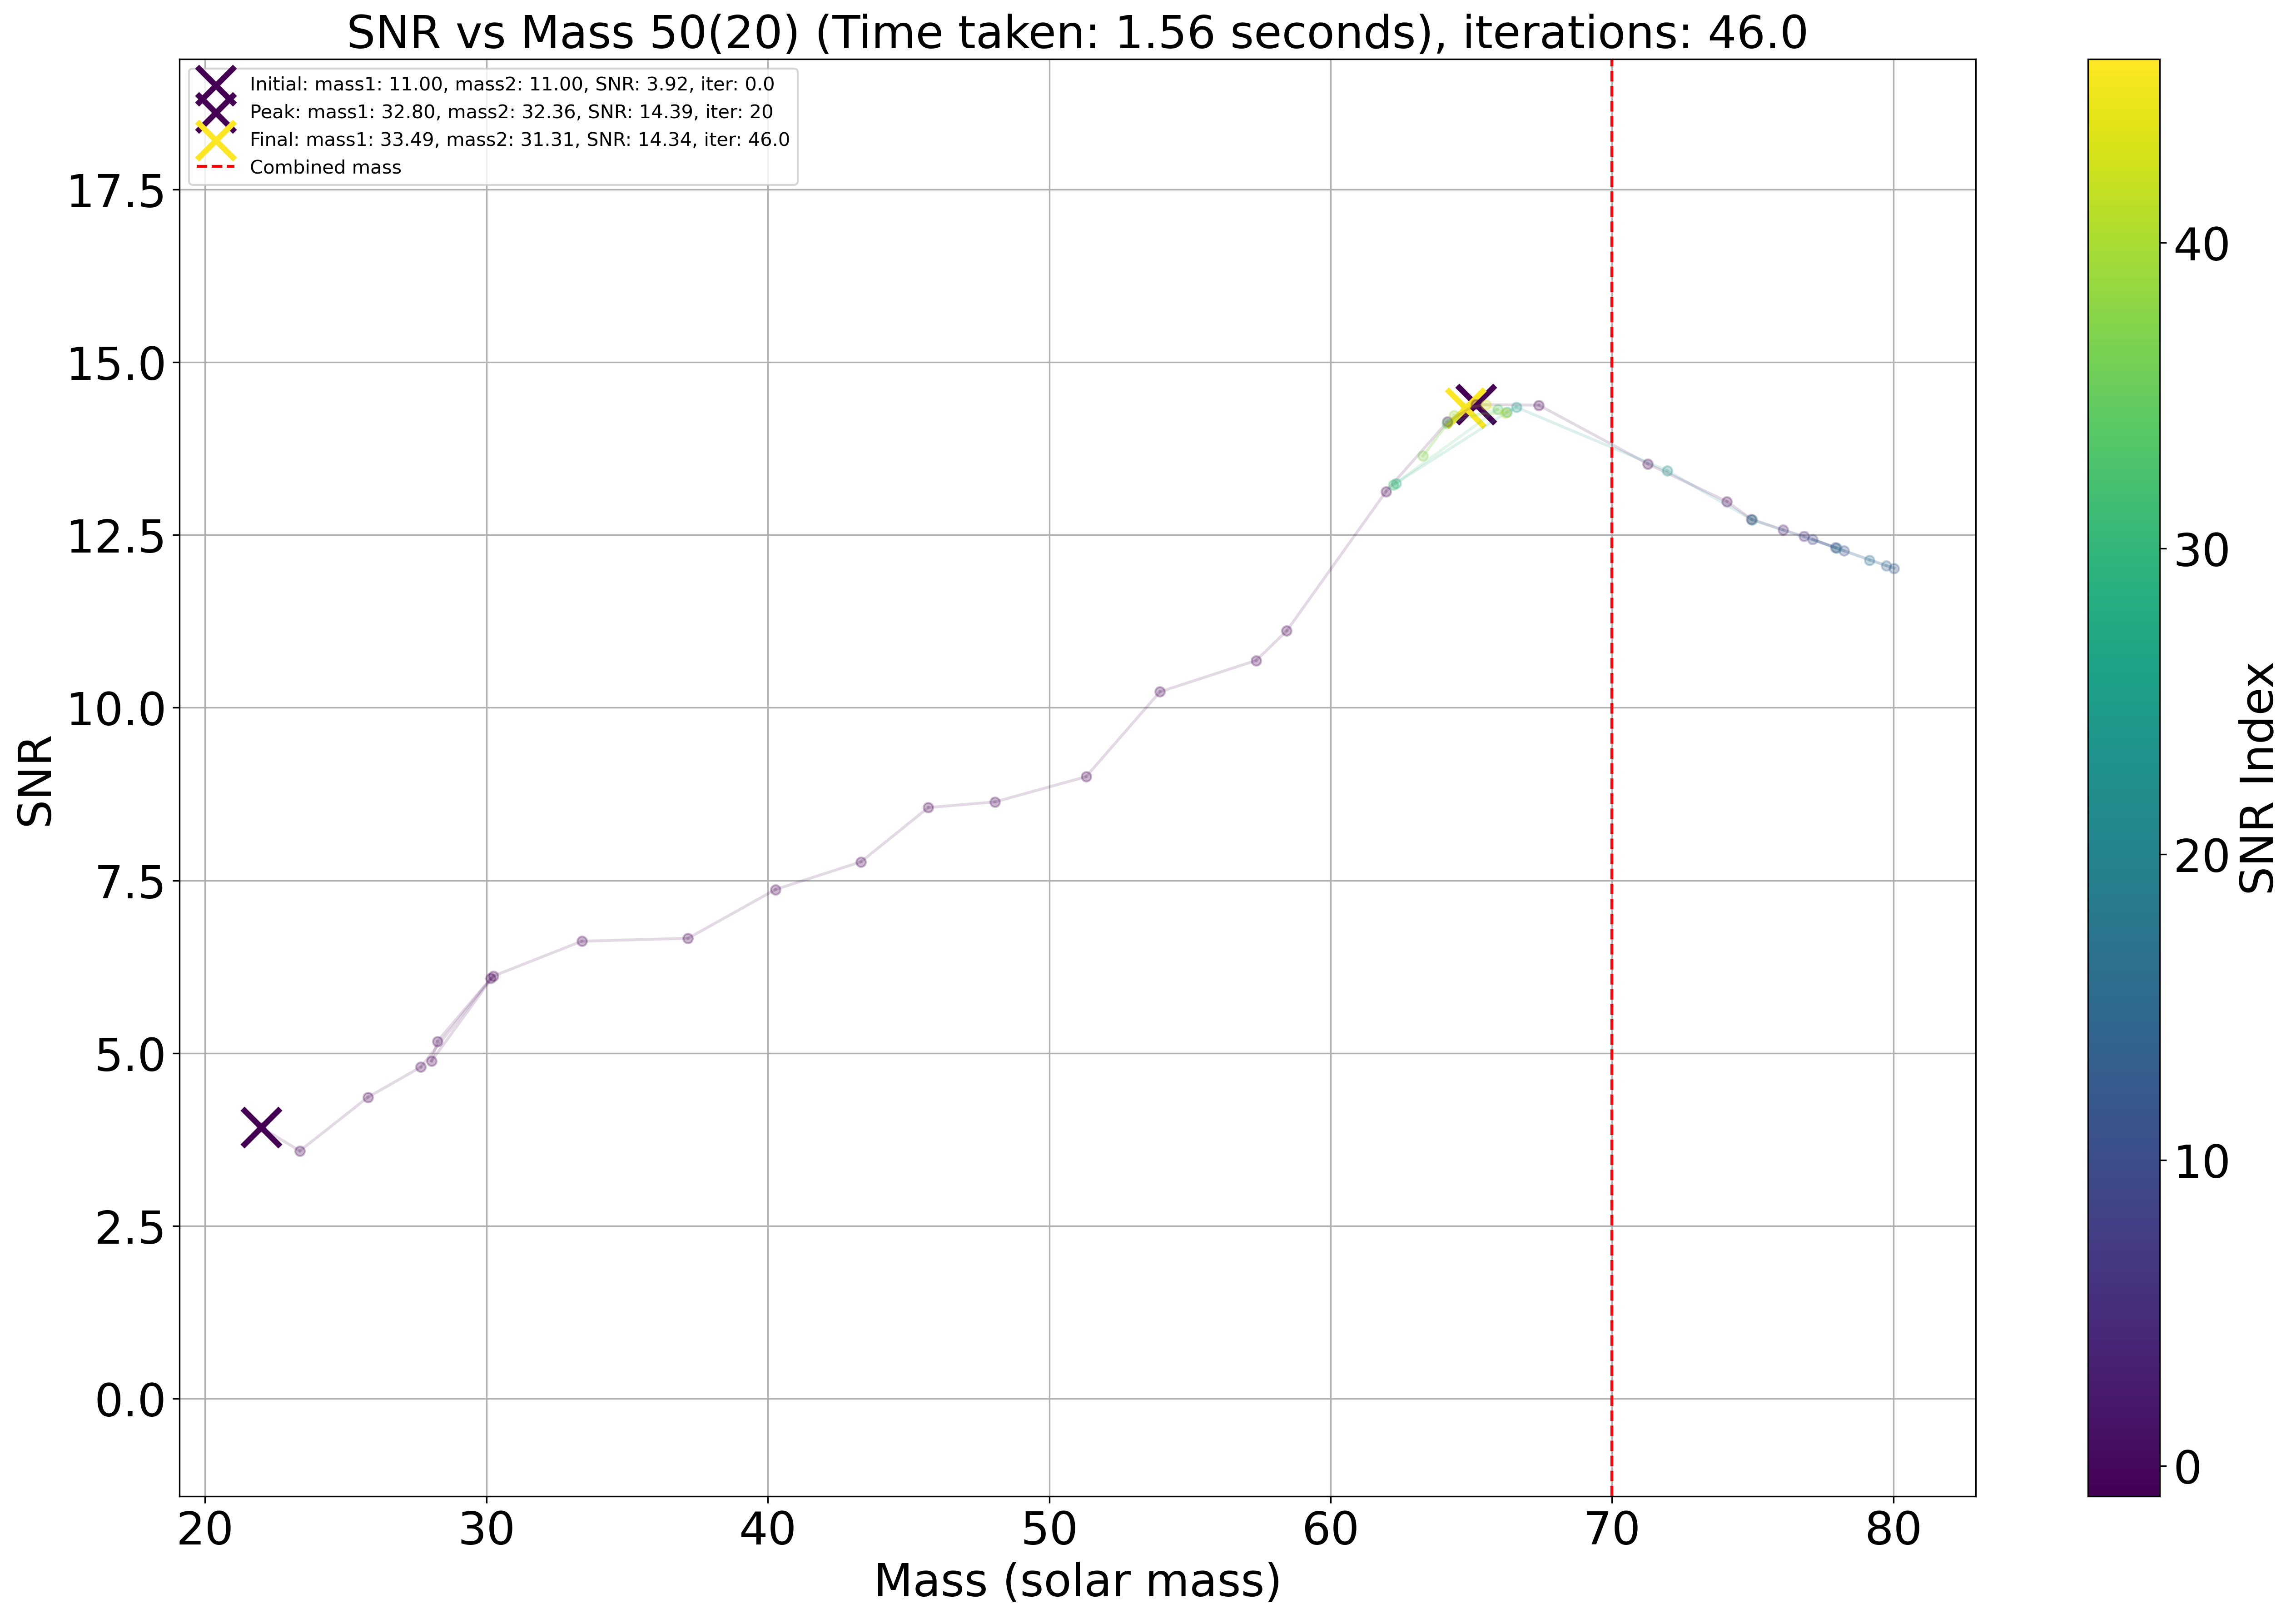 SNR vs Mass 50(20) (Time taken: 1.56 seconds), iterations: 46.0
Initial: mass1: 11.00, mass2: 11.00, SNR: 3.92, iter: 0.0
Peak: mass1: 32.80, mass2: 32.36, SNR: 14.39, iter: 20
Final: mass1: 33.49, mass2: 31.31, SNR: 14.34, iter: 46.0
Combined mass
17.5
15.0
12.5
10.0
7.5
5.0
2.5
0.0
SNR
20 30 40 50 60 70 80
Mass (solar mass)
40
30
20
10
0
SNR Index